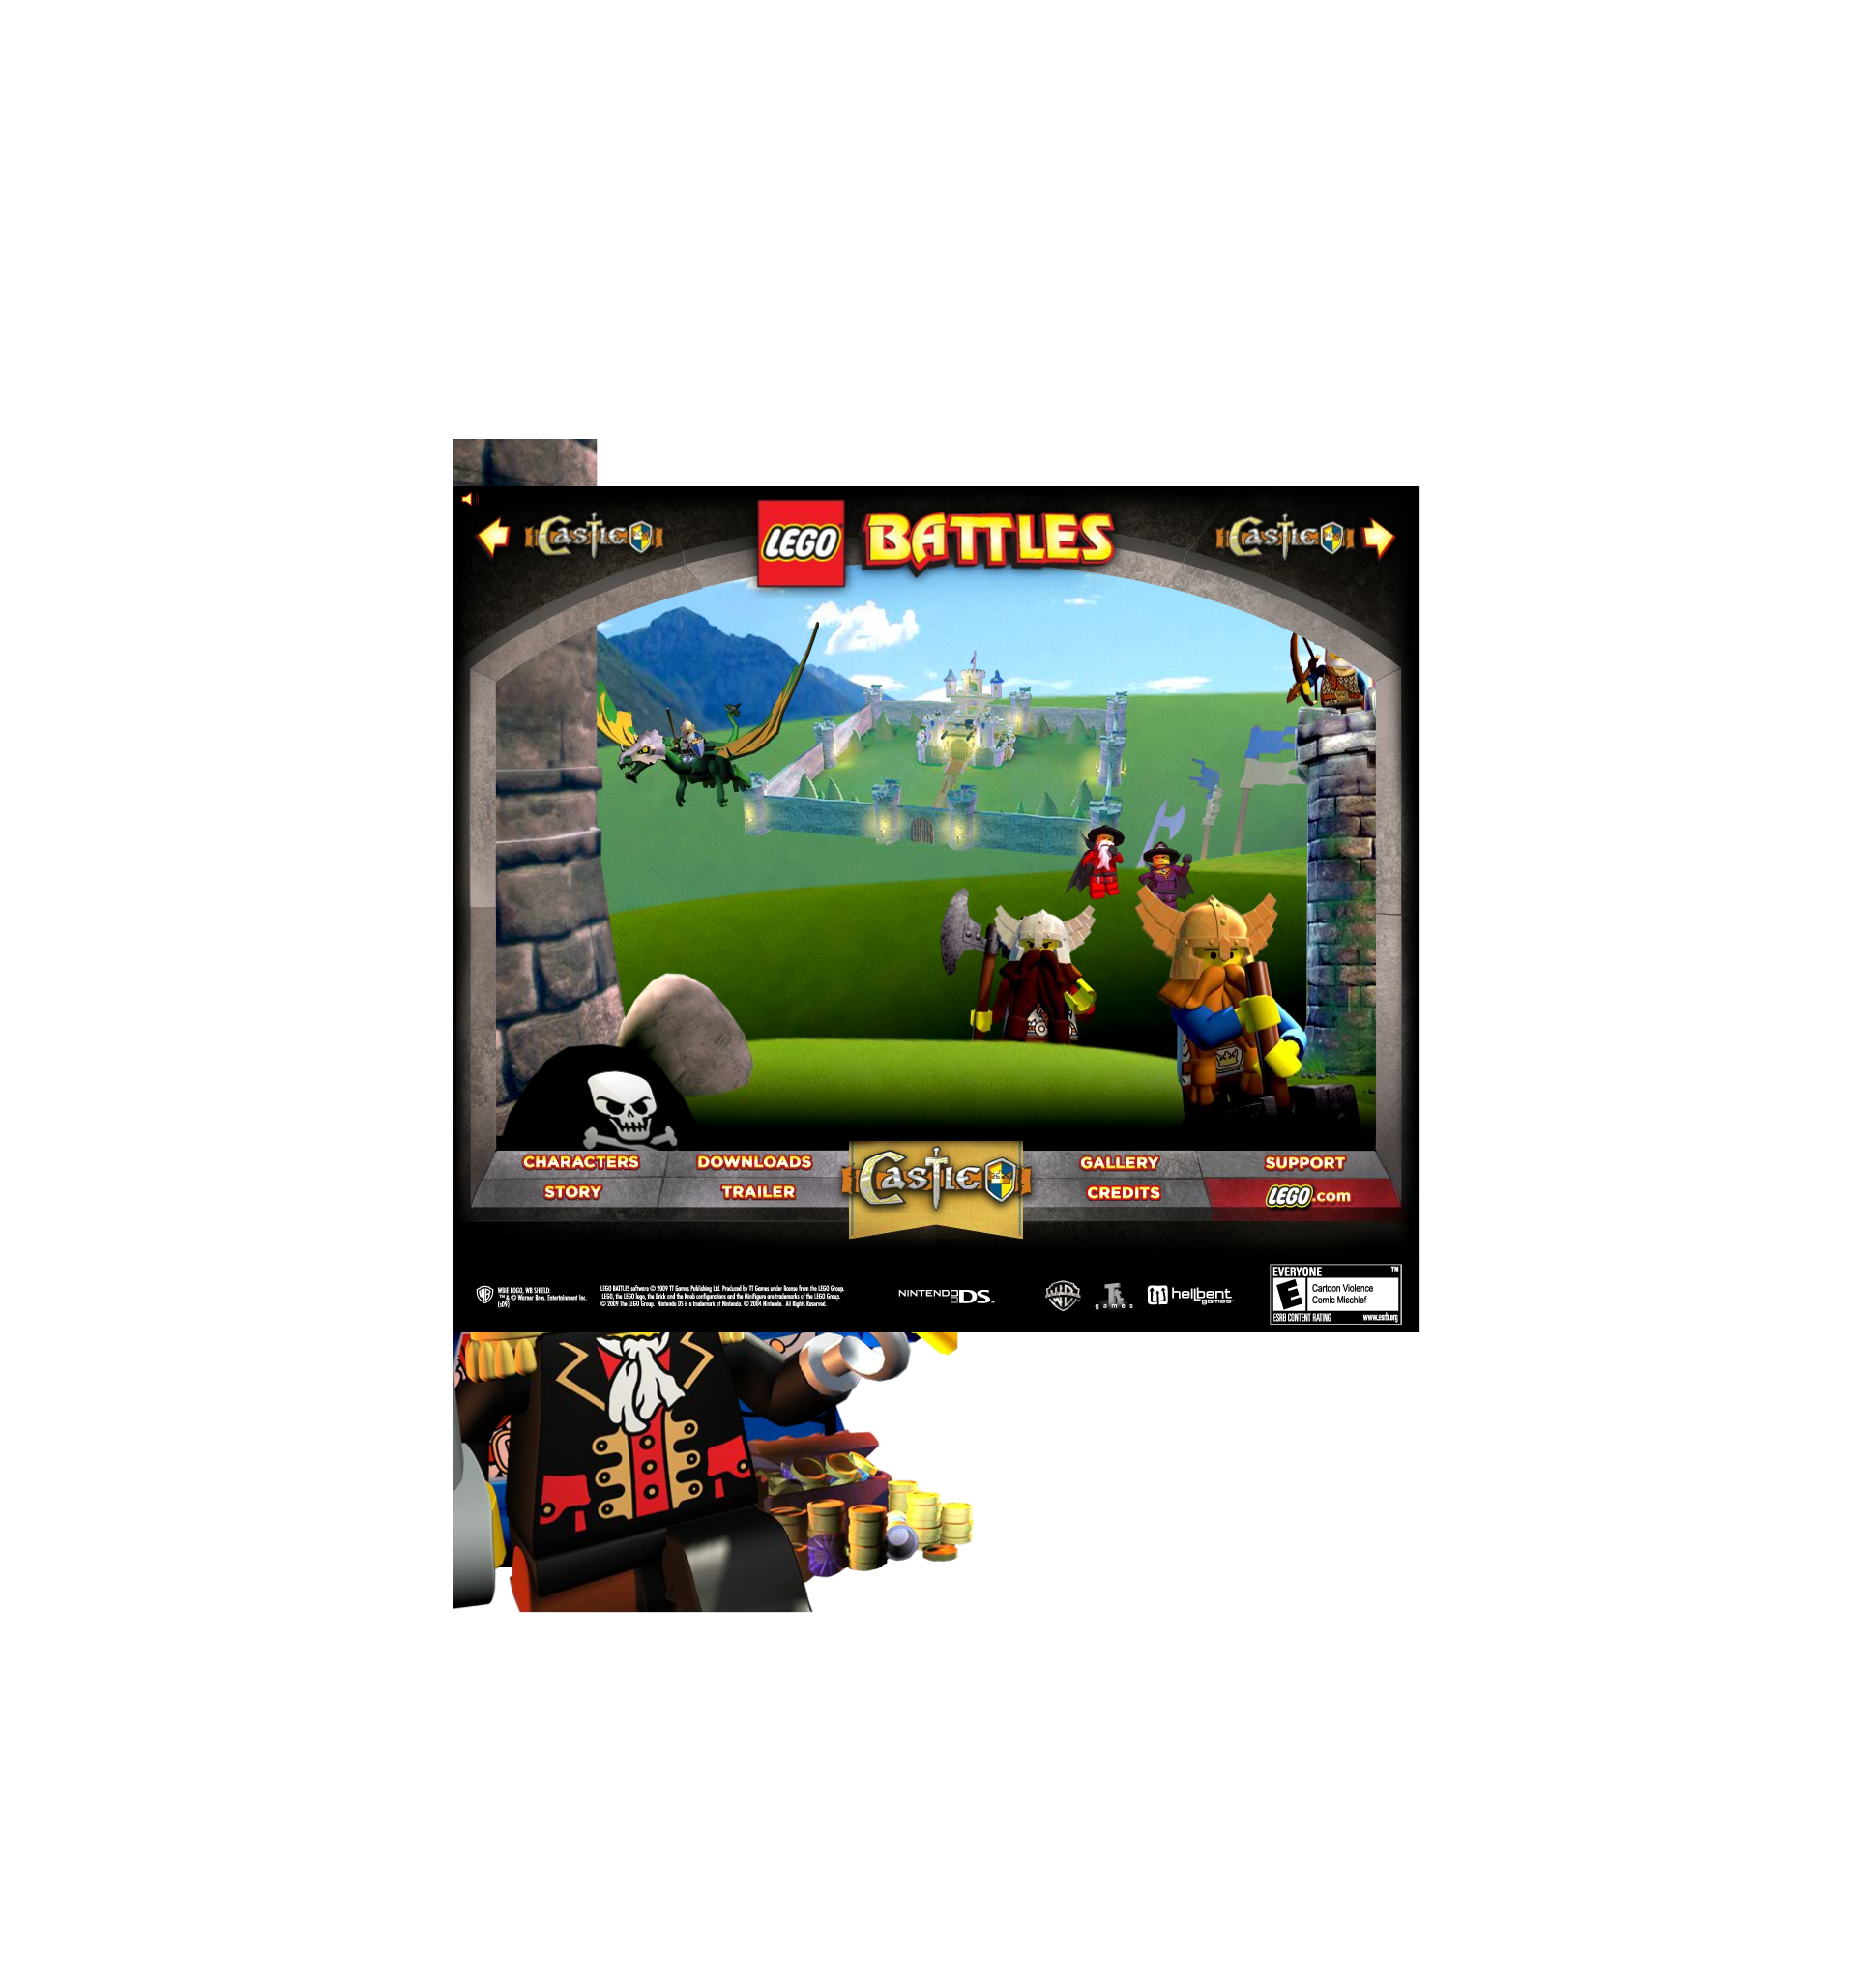 Castle
LEGO BATTLES
Castle
CHARACTERS
DOWNLOADS
Castle
GALLERY
SUPPORT
STORY
TRAILER
CREDITS
LEGO.com
WBIE LOGO, WB SHIELD:
™ & © Warner Bros. Entertainment Inc.
(s09)
LEGO BATTLES software © 2009 TT Games Publishing Ltd. Produced by TT Games under license from the LEGO Group.
LEGO, the LEGO logo, the Brick and the Knob configurations and the Minifigure are trademarks of the LEGO Group.
© 2009 The LEGO Group. Nintendo DS is a trademark of Nintendo. © 2004 Nintendo. All Rights Reserved.
NINTENDO DS™
WB
games
hellbent
games
EVERYONE ™
E
Cartoon Violence
Comic Mischief
ESRB CONTENT RATING www.esrb.org